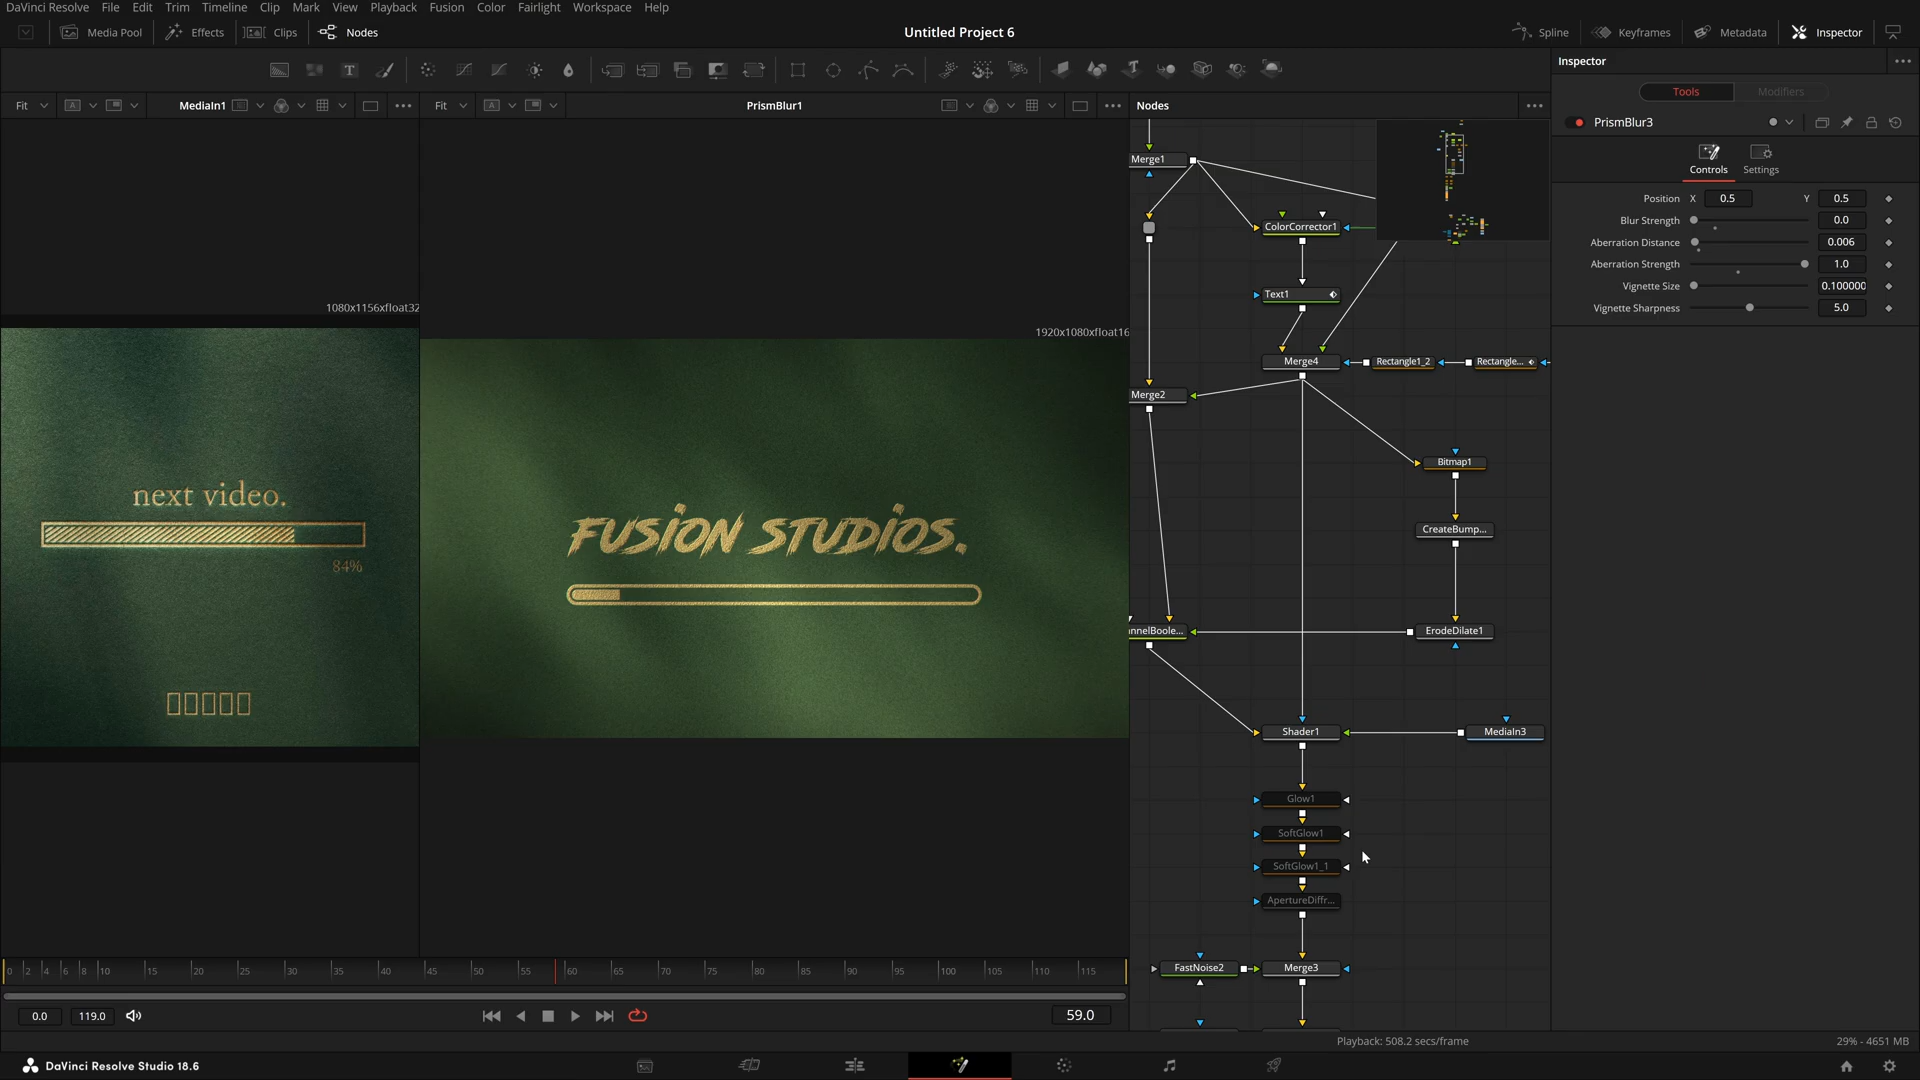 DaVinci Resolve File Edit Trim Timeline Clip Mark View Playback Fusion Color Fairlight Workspace Help
Media Pool Effects Clips Nodes
Untitled Project 6
Spline Keyframes Metadata Inspector
Fit MediaIn1
Fit PrismBlur1
Nodes
Inspector
Tools Modifiers
PrismBlur3
Controls Settings
Position X 0.5 Y 0.5
Blur Strength 0.0
Aberration Distance 0.006
Aberration Strength 1.0
Vignette Size 0.100000
Vignette Sharpness 5.0
1080x1156xfloat32
next video.
84%
1920x1080xfloat16
FUSION STUDIOS.
Merge1
ColorCorrector1
Text1
Merge4
Rectangle1_2
Rectangle...
Merge2
Bitmap1
CreateBump...
nnelBoole...
ErodeDilate1
Shader1
MediaIn3
Glow1
SoftGlow1
SoftGlow1_1
ApertureDiffr...
FastNoise2
Merge3
0 2 4 6 8 10 15 20 25 30 35 40 45 50 55 60 65 70 75 80 85 90 95 100 105 110 115
0.0 119.0
59.0
Playback: 508.2 secs/frame
29% - 4651 MB
DaVinci Resolve Studio 18.6